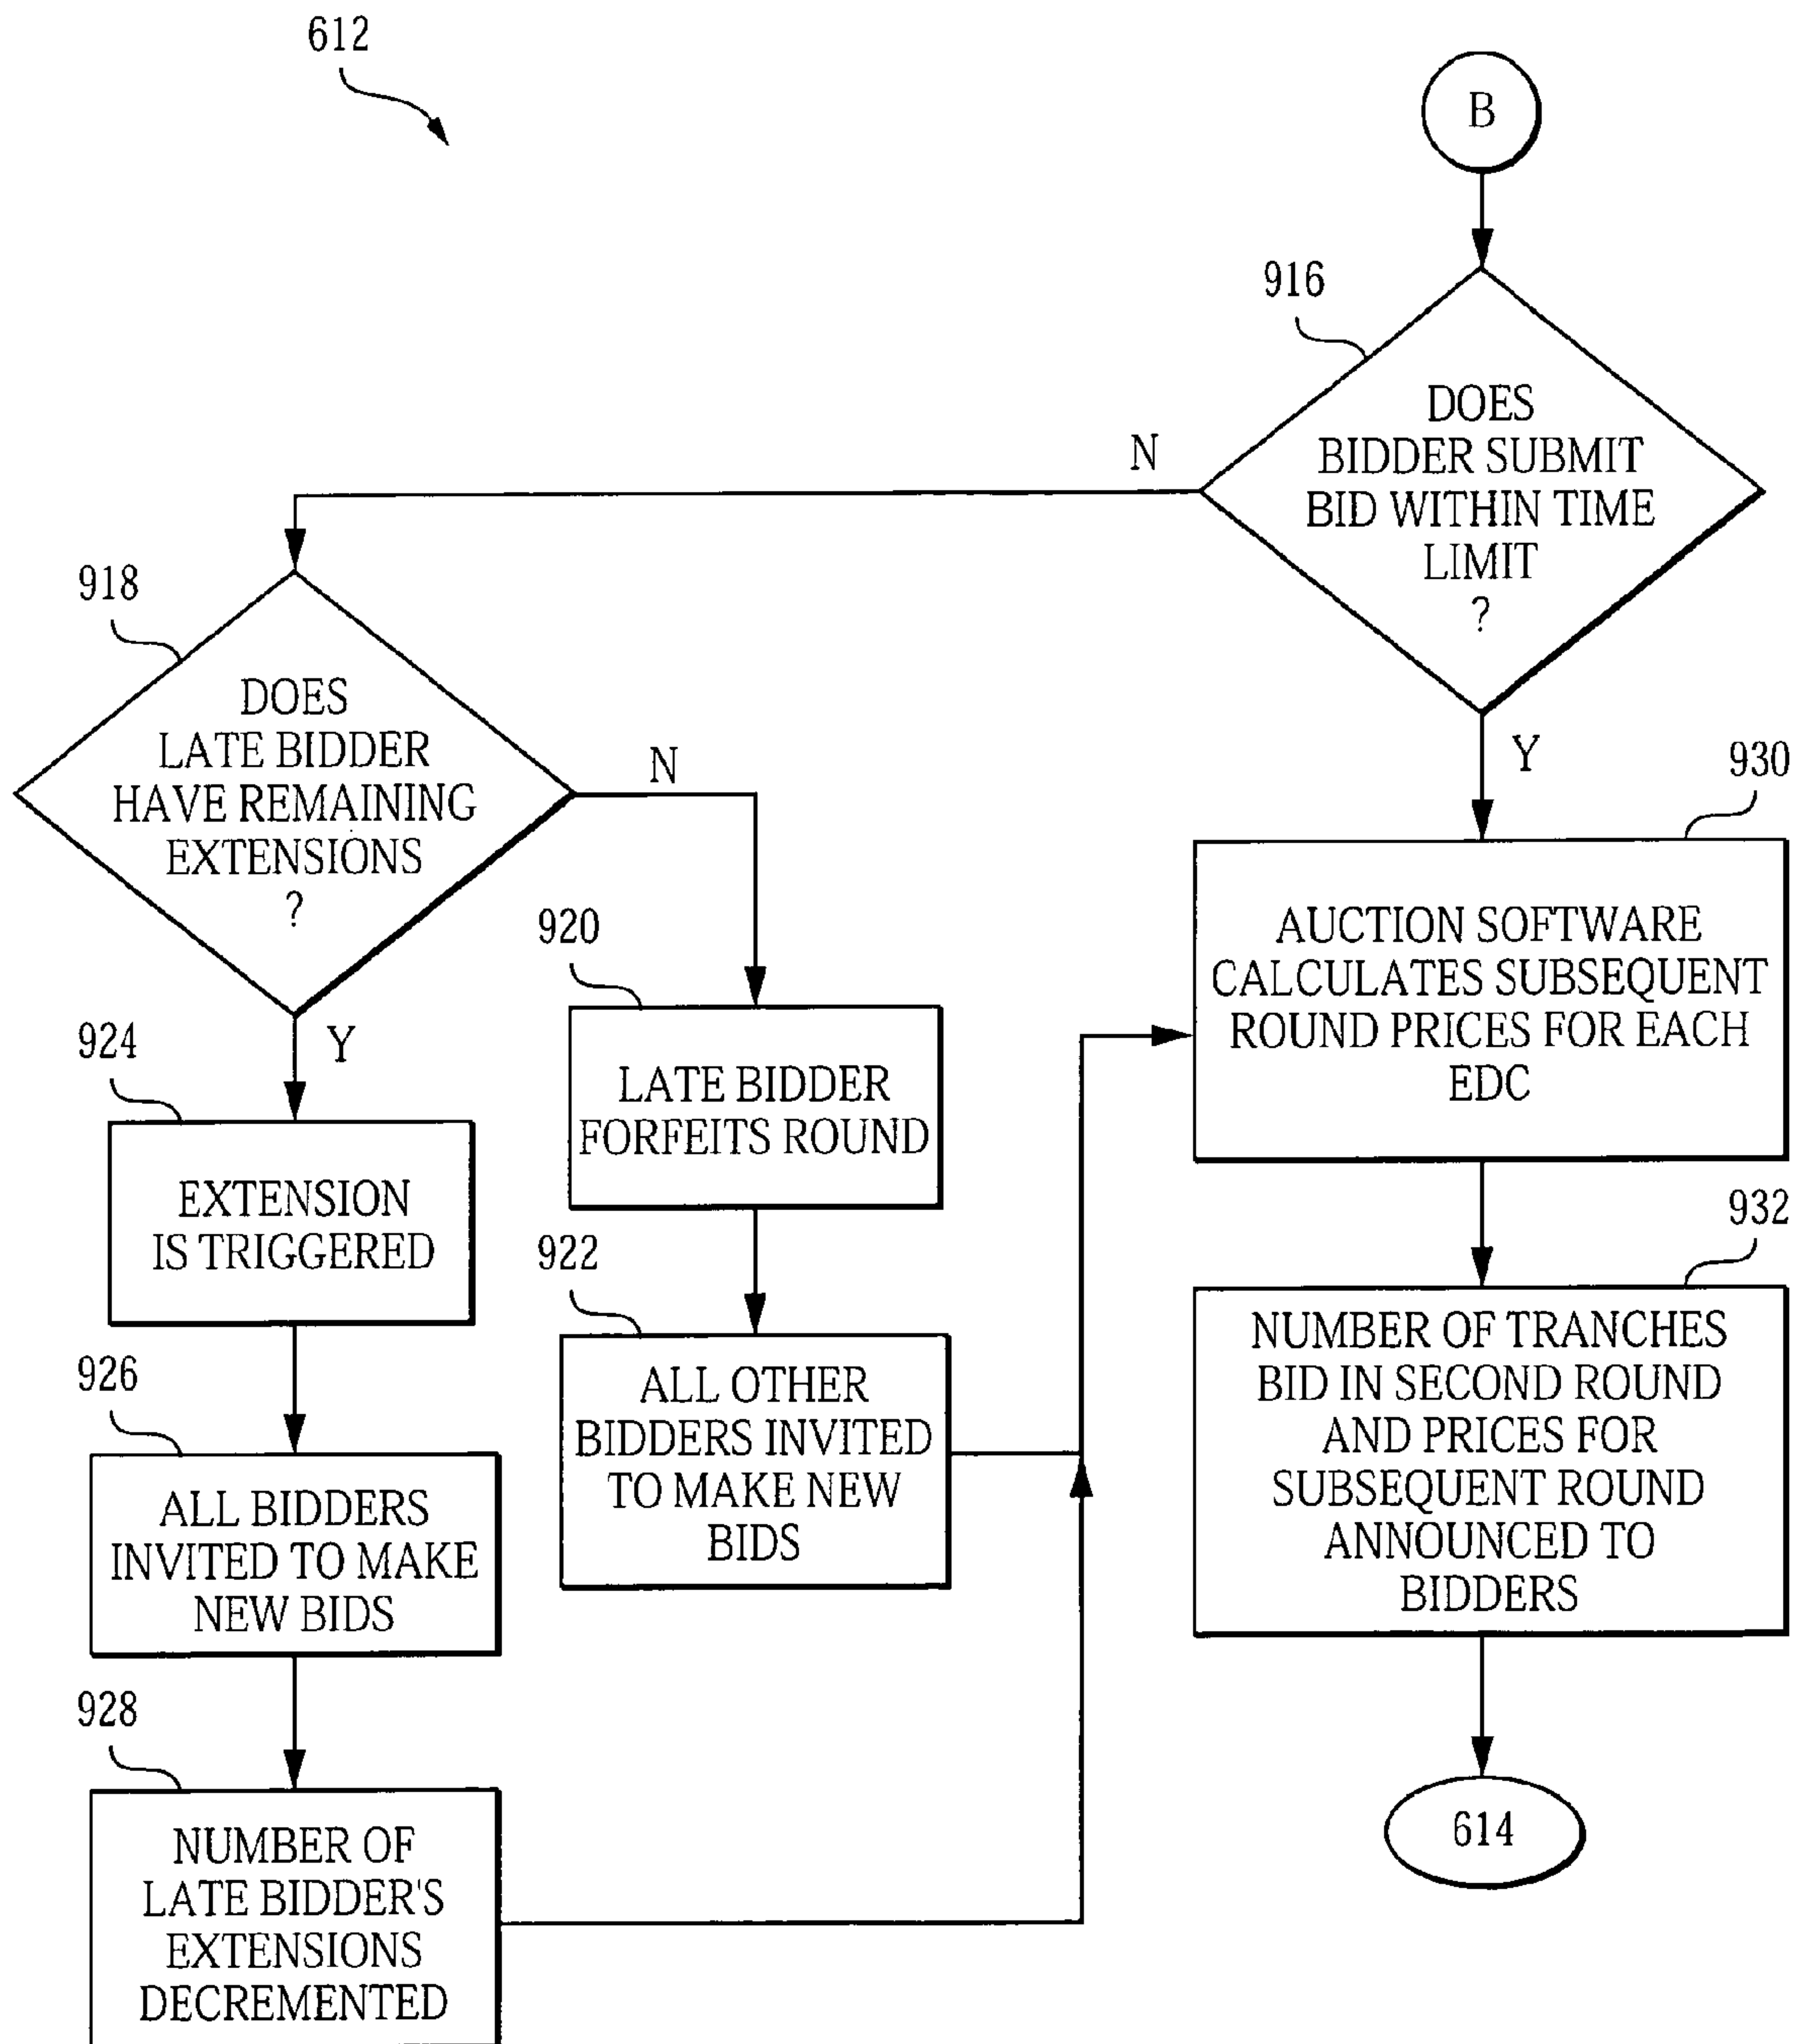 612
B
916
DOES
BIDDER SUBMIT
BID WITHIN TIME
LIMIT
?
N
Y
918
DOES
LATE BIDDER
HAVE REMAINING
EXTENSIONS
?
N
Y
920
LATE BIDDER
FORFEITS ROUND
922
ALL OTHER
BIDDERS INVITED
TO MAKE NEW
BIDS
924
EXTENSION
IS TRIGGERED
926
ALL BIDDERS
INVITED TO MAKE
NEW BIDS
928
NUMBER OF
LATE BIDDER'S
EXTENSIONS
DECREMENTED
930
AUCTION SOFTWARE
CALCULATES SUBSEQUENT
ROUND PRICES FOR EACH
EDC
932
NUMBER OF TRANCHES
BID IN SECOND ROUND
AND PRICES FOR
SUBSEQUENT ROUND
ANNOUNCED TO
BIDDERS
614